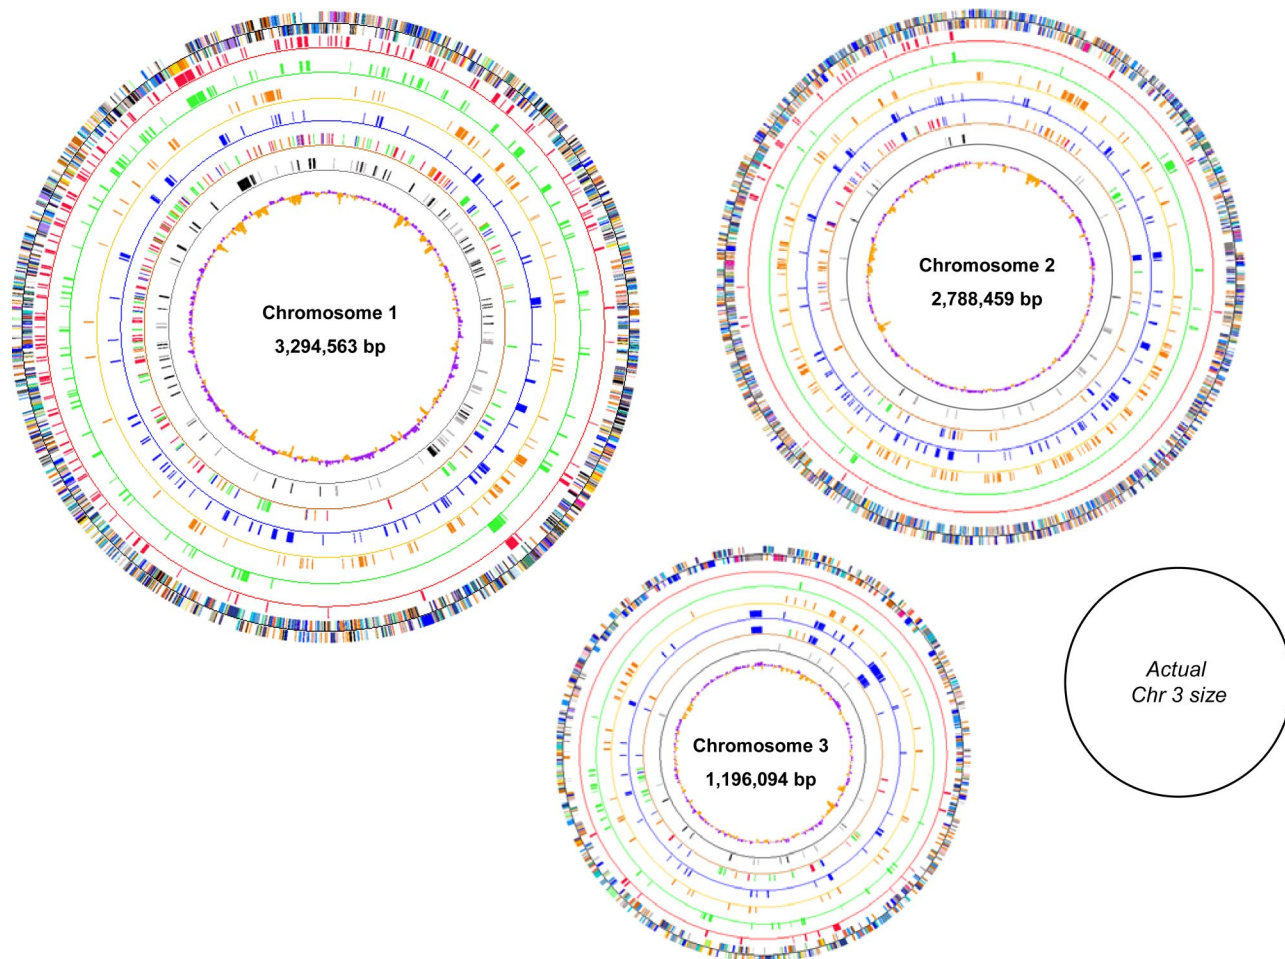 Chromosome 1
3,294,563 bp
Chromosome 2
2,788,459 bp
Chromosome 3
1,196,094 bp
Actual
Chr 3 size